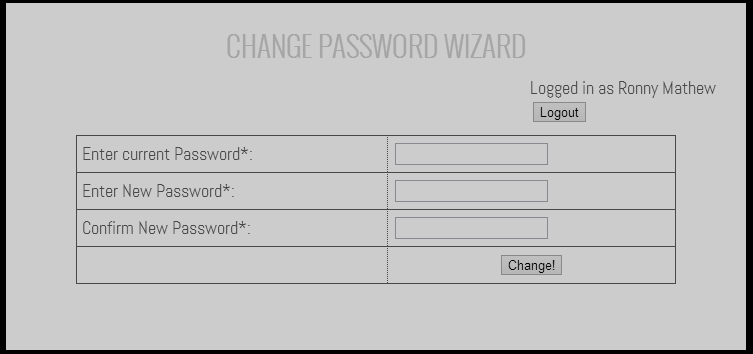 CHANGE PASSWORD WIZARD
Logged in as Ronny Mathew
Logout
Enter current Password*:
Enter New Password*:
Confirm New Password*:
Change!